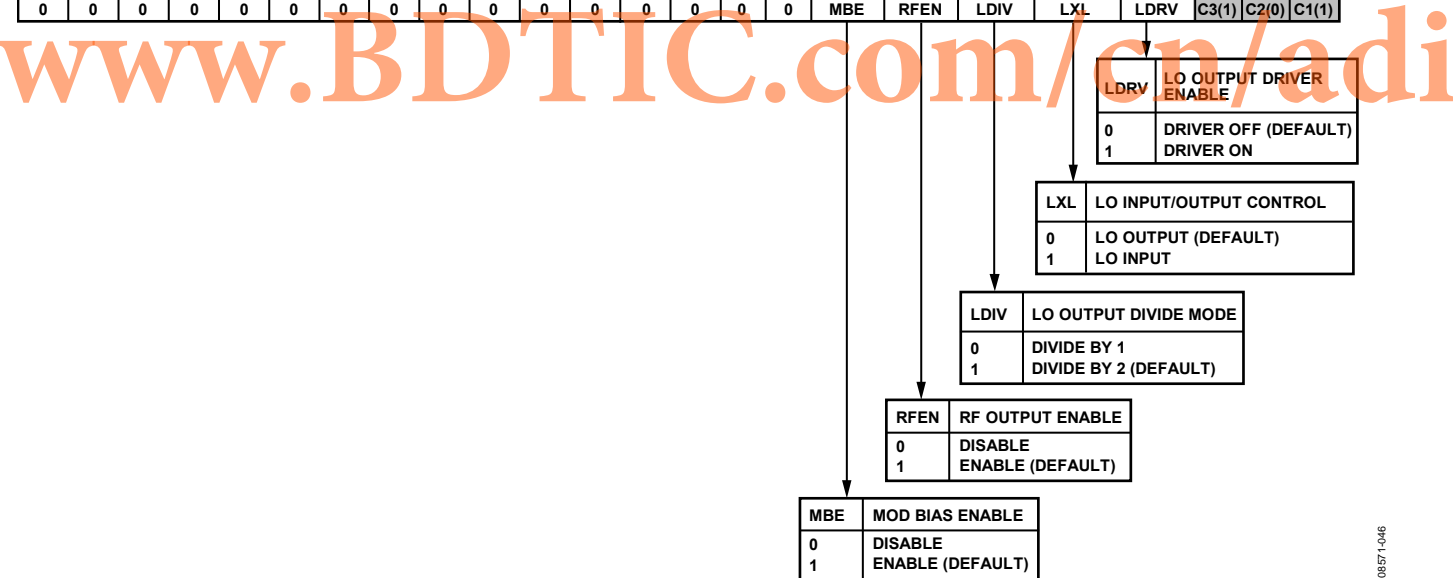 0 0 0 0 0 0 0 0 0 0 0 0 0 0 0 0 MBE RFEN LDIV LXL LDRV C3(1) C2(0) C1(1)
www.BDTIC.com/cn/adi
LDRV LO OUTPUT DRIVER
ENABLE
0 DRIVER OFF (DEFAULT)
1 DRIVER ON
LXL LO INPUT/OUTPUT CONTROL
0 LO OUTPUT (DEFAULT)
1 LO INPUT
LDIV LO OUTPUT DIVIDE MODE
0 DIVIDE BY 1
1 DIVIDE BY 2 (DEFAULT)
RFEN RF OUTPUT ENABLE
0 DISABLE
1 ENABLE (DEFAULT)
MBE MOD BIAS ENABLE
0 DISABLE
1 ENABLE (DEFAULT)
08571-046